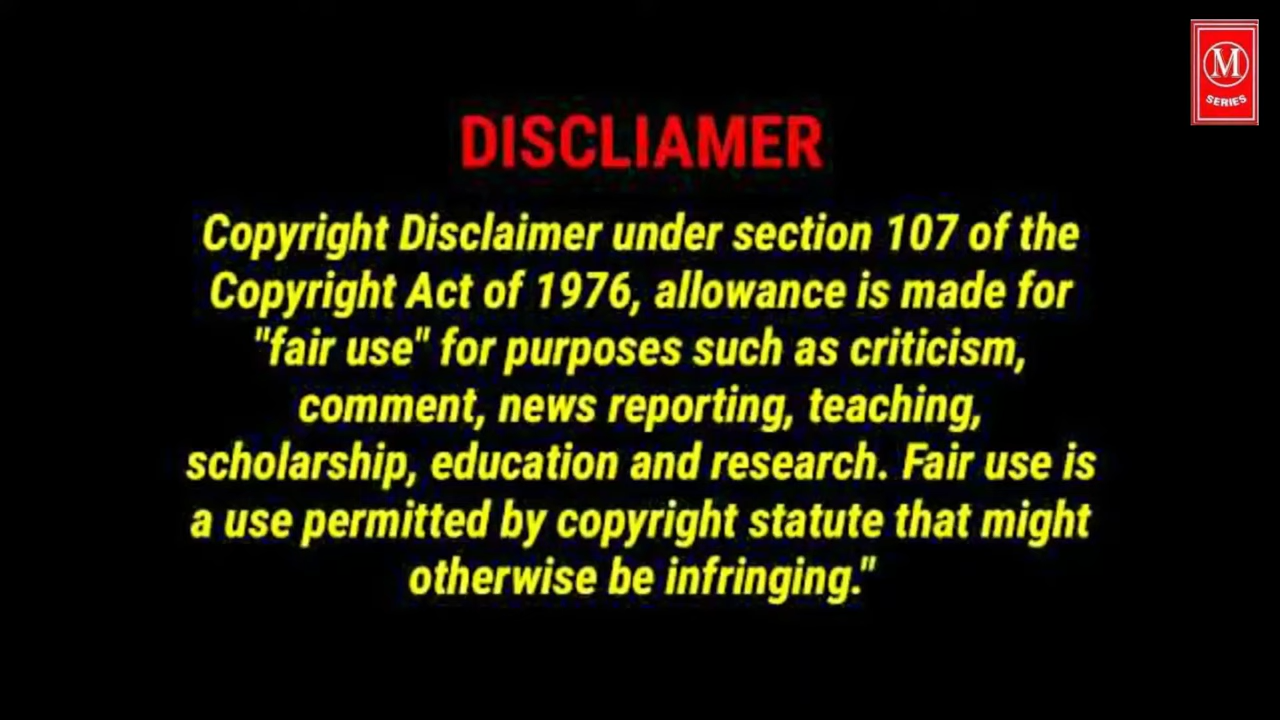 M
SERIES
DISCLIAMER
Copyright Disclaimer under section 107 of the
Copyright Act of 1976, allowance is made for
"fair use" for purposes such as criticism,
comment, news reporting, teaching,
scholarship, education and research. Fair use is
a use permitted by copyright statute that might
otherwise be infringing."